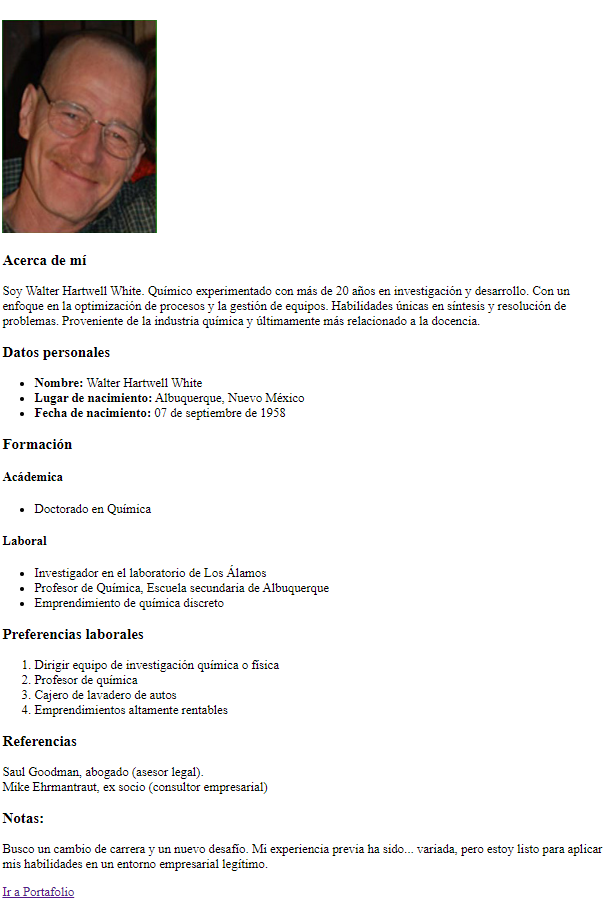 Acerca de mí
Soy Walter Hartwell White. Químico experimentado con más de 20 años en investigación y desarrollo. Con un
enfoque en la optimización de procesos y la gestión de equipos. Habilidades únicas en síntesis y resolución de
problemas. Proveniente de la industria química y últimamente más relacionado a la docencia.
Datos personales
• Nombre: Walter Hartwell White
• Lugar de nacimiento: Albuquerque, Nuevo México
• Fecha de nacimiento: 07 de septiembre de 1958
Formación
Acádemica
• Doctorado en Química
Laboral
• Investigador en el laboratorio de Los Álamos
• Profesor de Química, Escuela secundaria de Albuquerque
• Emprendimiento de química discreto
Preferencias laborales
1. Dirigir equipo de investigación química o física
2. Profesor de química
3. Cajero de lavadero de autos
4. Emprendimientos altamente rentables
Referencias
Saul Goodman, abogado (asesor legal).
Mike Ehrmantraut, ex socio (consultor empresarial)
Notas:
Busco un cambio de carrera y un nuevo desafío. Mi experiencia previa ha sido... variada, pero estoy listo para aplicar
mis habilidades en un entorno empresarial legítimo.
Ir a Portafolio